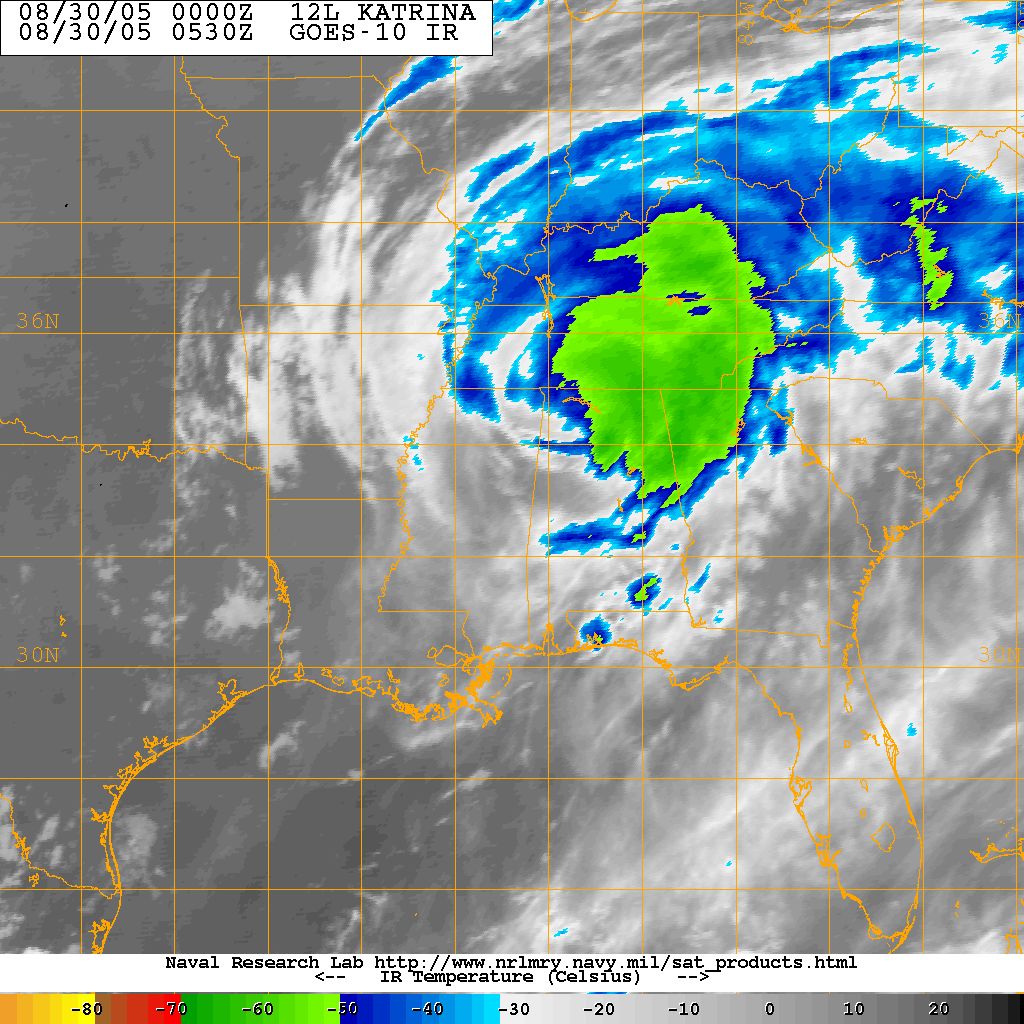 08/30/05 0000Z 12L KATRINA
08/30/05 0530Z GOES-10 IR
36N 36N
30N 30N
Naval Research Lab http://www.nrlmry.navy.mil/sat_products.html
<-- IR Temperature (Celsius) -->
-80 -70 -60 -50 -40 -30 -20 -10 0 10 20